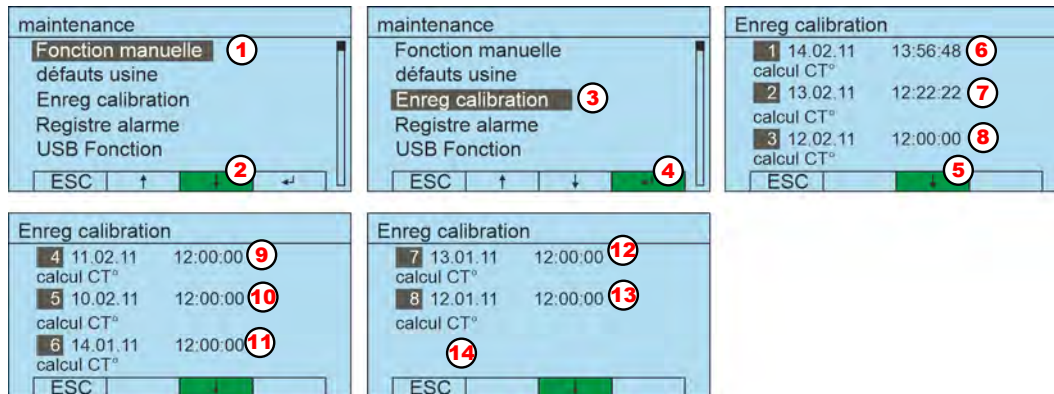 maintenance
Fonction manuelle 1
défauts usine
Enreg calibration
Registre alarme
USB Fonction
ESC ↑ ↓ 2 ↵
maintenance
Fonction manuelle
défauts usine
Enreg calibration 3
Registre alarme
USB Fonction
ESC ↑ ↓ ↵ 4
Enreg calibration
1 14.02.11 13:56:48 6
calcul CT°
2 13.02.11 12:22:22 7
calcul CT°
3 12.02.11 12:00:00 8
calcul CT°
ESC ↓ 5
Enreg calibration
4 11.02.11 12:00:00 9
calcul CT°
5 10.02.11 12:00:00 10
calcul CT°
6 14.01.11 12:00:00 11
calcul CT°
ESC ↓
Enreg calibration
7 13.01.11 12:00:00 12
calcul CT°
8 12.01.11 12:00:00 13
calcul CT°
14
ESC ↓